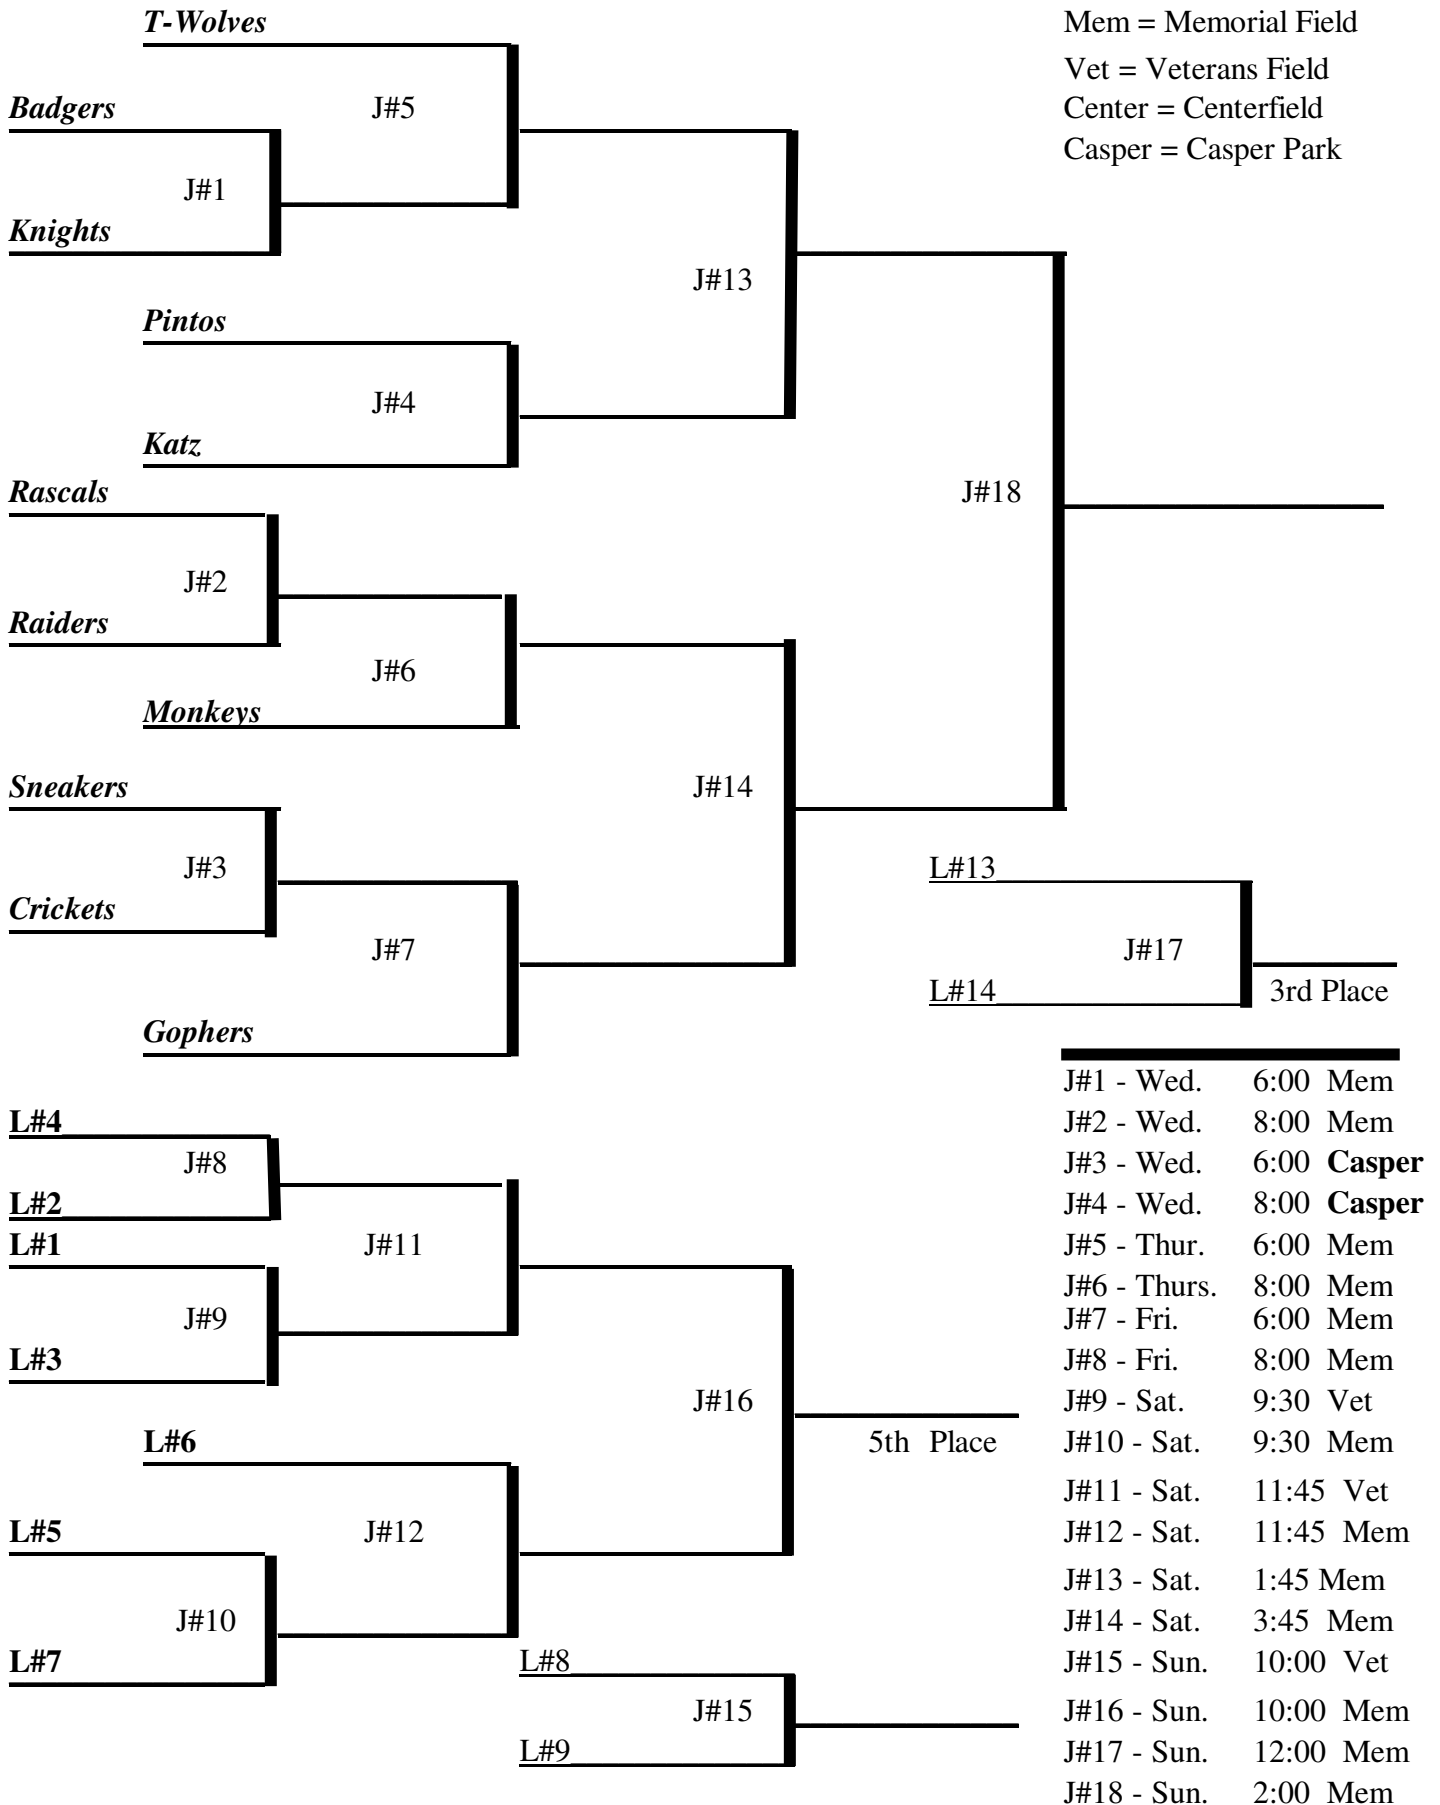 T-Wolves
Mem = Memorial Field
Vet = Veterans Field
Badgers
J#5
Center = Centerfield
Casper = Casper Park
J#1
Knights
J#13
Pintos
J#4
Katz
Rascals
J#18
J#2
Raiders
J#6
Monkeys
Sneakers
J#14
J#3
L#13
Crickets
J#7
J#17
L#14
3rd Place
Gophers
J#1 - Wed. 6:00 Mem
L#4
J#2 - Wed. 8:00 Mem
J#8
J#3 - Wed. 6:00 Casper
L#2
J#4 - Wed. 8:00 Casper
L#1
J#11
J#5 - Thur. 6:00 Mem
J#6 - Thurs. 8:00 Mem
J#9
J#7 - Fri. 6:00 Mem
L#3
J#8 - Fri. 8:00 Mem
J#16
J#9 - Sat. 9:30 Vet
L#6
5th Place
J#10 - Sat. 9:30 Mem
J#11 - Sat. 11:45 Vet
L#5
J#12
J#12 - Sat. 11:45 Mem
J#13 - Sat. 1:45 Mem
J#10
J#14 - Sat. 3:45 Mem
L#7
L#8
J#15 - Sun. 10:00 Vet
J#15
J#16 - Sun. 10:00 Mem
L#9
J#17 - Sun. 12:00 Mem
J#18 - Sun. 2:00 Mem